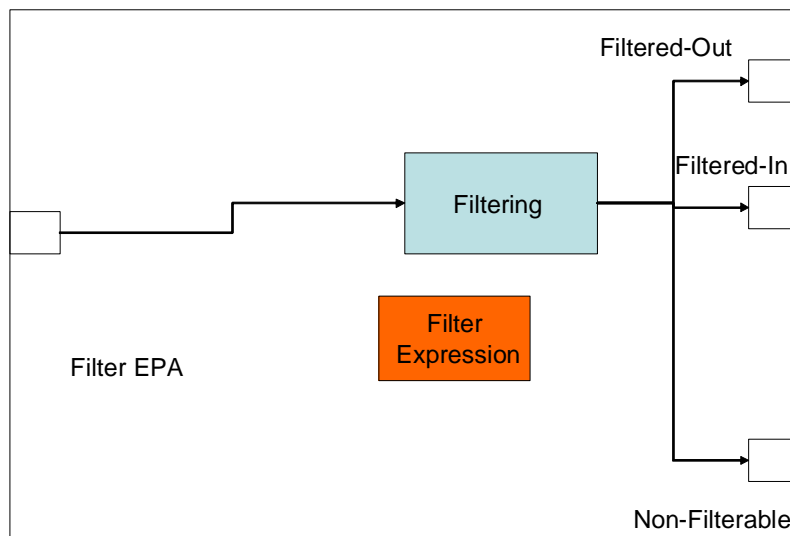 Filtered-Out
Filtered-In
Filtering
Filter
Expression
Filter EPA
Non-Filterable